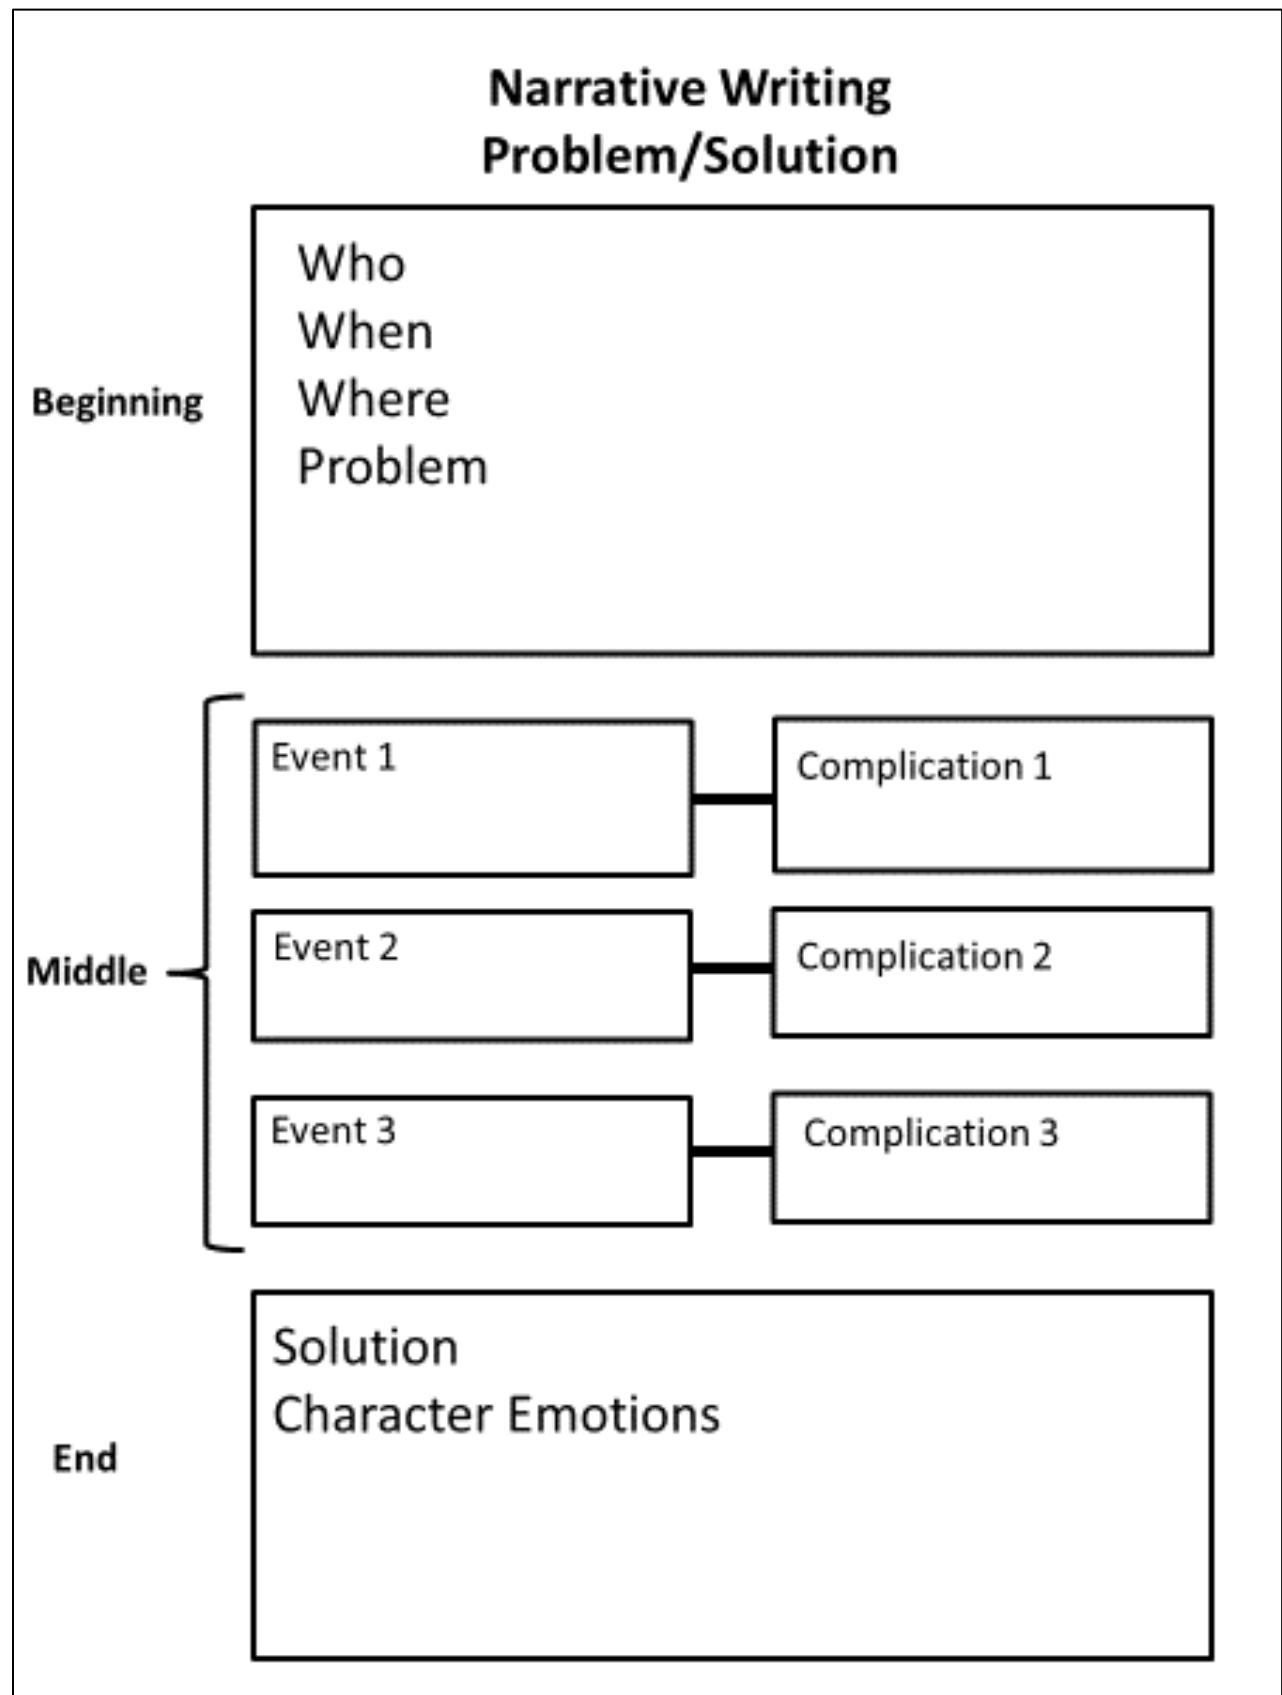 Narrative Writing
Problem/Solution
Beginning
Who
When
Where
Problem
Middle
Event 1
Complication 1
Event 2
Complication 2
Event 3
Complication 3
End
Solution
Character Emotions